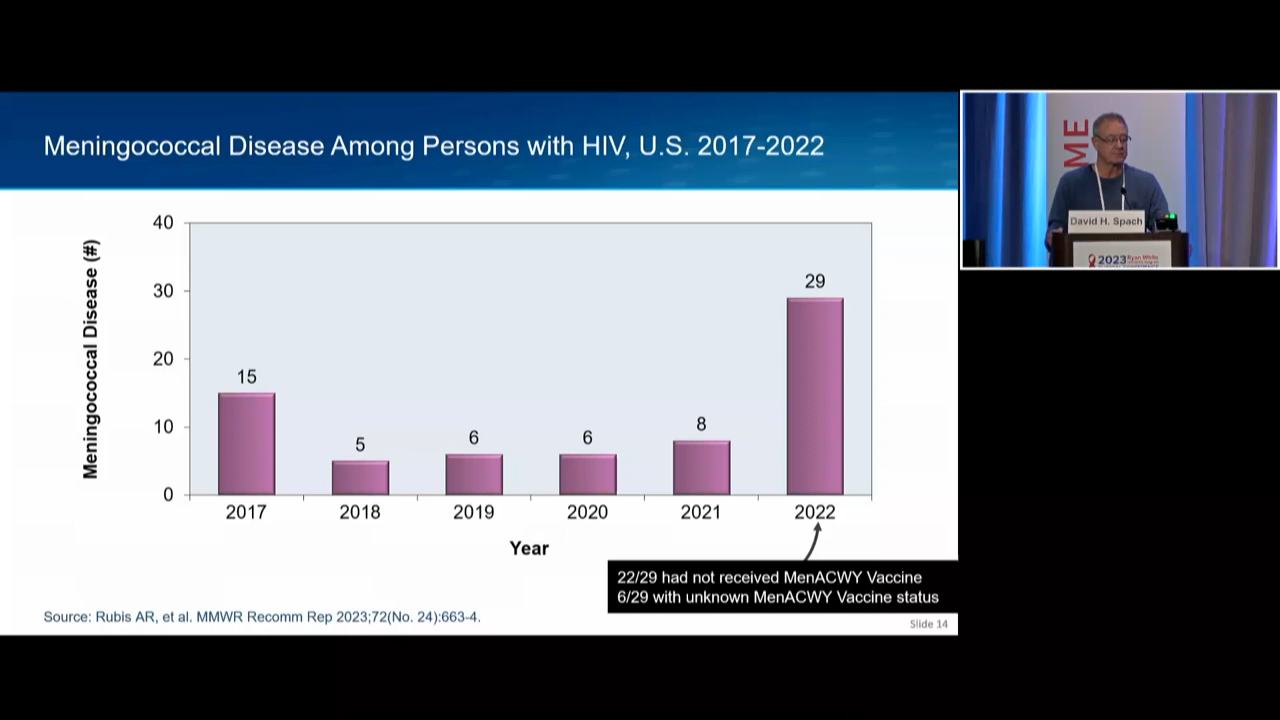 Meningococcal Disease Among Persons with HIV, U.S. 2017-2022
Meningococcal Disease (#)
40
30
20
10
0
15
5
6
6
8
29
2017
2018
2019
2020
2021
2022
Year
22/29 had not received MenACWY Vaccine
6/29 with unknown MenACWY Vaccine status
Source: Rubis AR, et al. MMWR Recomm Rep 2023;72(No. 24):663-4.
Slide 14
ME
David H. Spach
2023 Ryan White